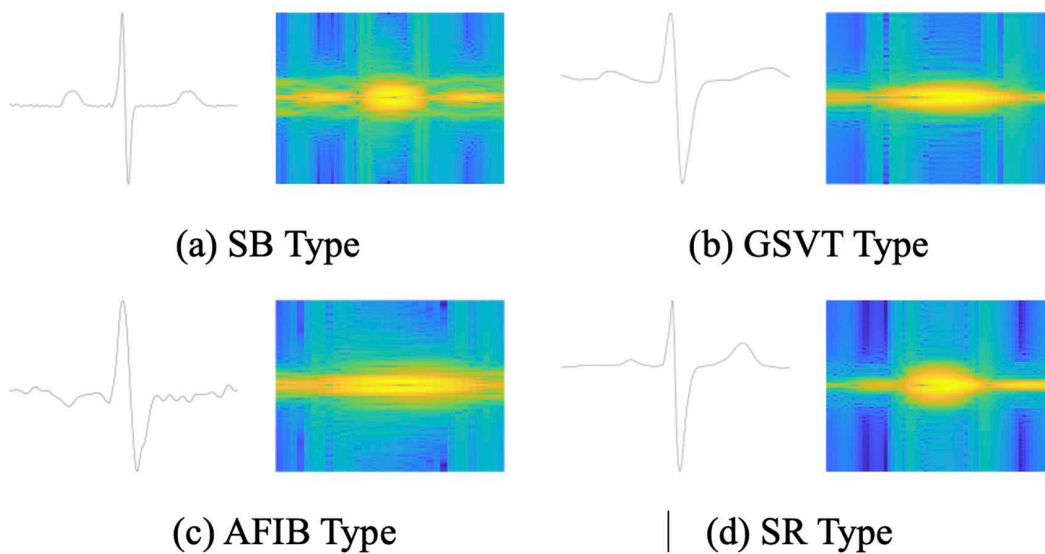 (a) SB Type
(b) GSVT Type
(c) AFIB Type
(d) SR Type